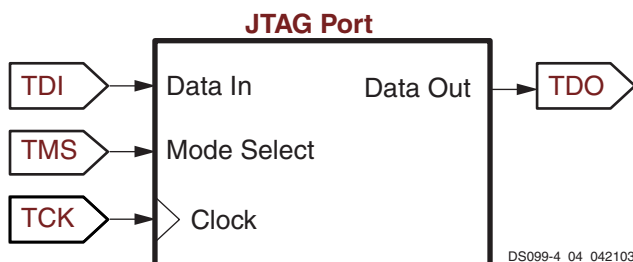 JTAG Port
TDI Data In Data Out TDO
TMS Mode Select
TCK Clock
DS099-4_04_042103